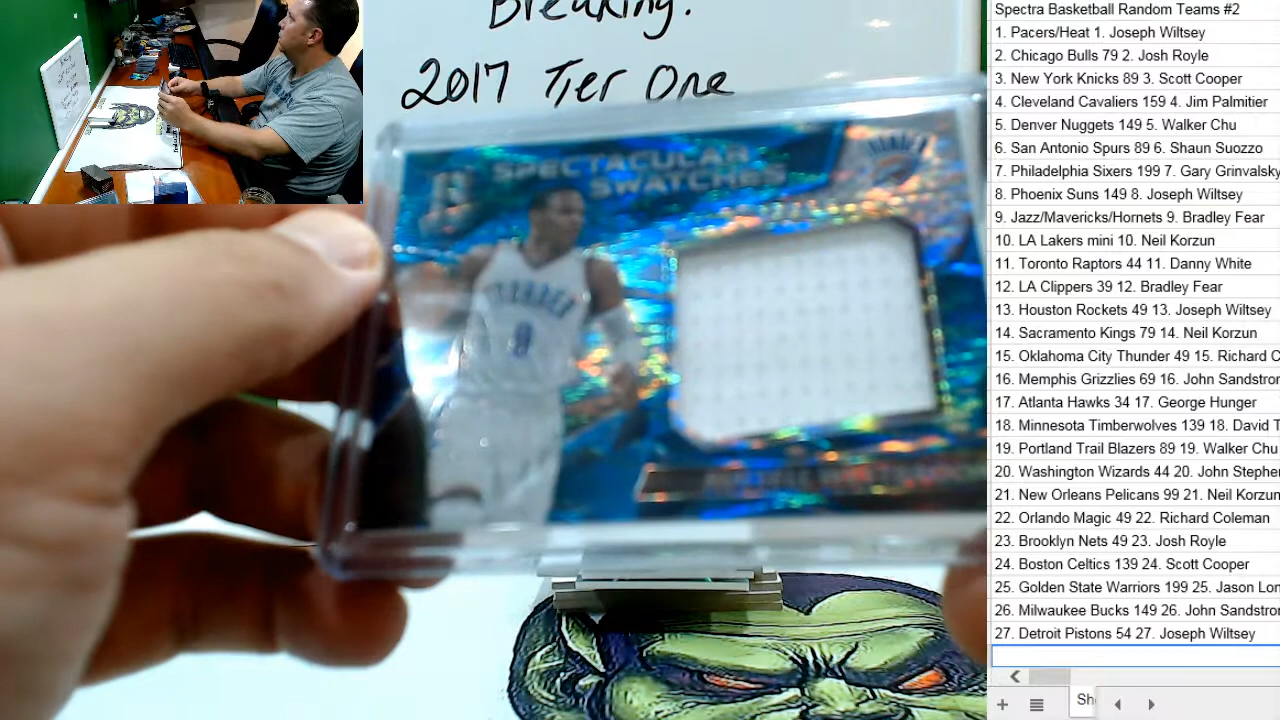 Breaking.
2017 Tier One
SPECTACULAR
SWATCHES
THUNDER
Spectra Basketball Random Teams #2
1. Pacers/Heat 1. Joseph Wiltsey
2. Chicago Bulls 79 2. Josh Royle
3. New York Knicks 89 3. Scott Cooper
4. Cleveland Cavaliers 159 4. Jim Palmitier
5. Denver Nuggets 149 5. Walker Chu
6. San Antonio Spurs 89 6. Shaun Suozzo
7. Philadelphia Sixers 199 7. Gary Grinvalsky
8. Phoenix Suns 149 8. Joseph Wiltsey
9. Jazz/Mavericks/Hornets 9. Bradley Fear
10. LA Lakers mini 10. Neil Korzun
11. Toronto Raptors 44 11. Danny White
12. LA Clippers 39 12. Bradley Fear
13. Houston Rockets 49 13. Joseph Wiltsey
14. Sacramento Kings 79 14. Neil Korzun
15. Oklahoma City Thunder 49 15. Richard C
16. Memphis Grizzlies 69 16. John Sandstrom
17. Atlanta Hawks 34 17. George Hunger
18. Minnesota Timberwolves 139 18. David T
19. Portland Trail Blazers 89 19. Walker Chu
20. Washington Wizards 44 20. John Stephen
21. New Orleans Pelicans 99 21. Neil Korzun
22. Orlando Magic 49 22. Richard Coleman
23. Brooklyn Nets 49 23. Josh Royle
24. Boston Celtics 139 24. Scott Cooper
25. Golden State Warriors 199 25. Jason Lor
26. Milwaukee Bucks 149 26. John Sandstro
27. Detroit Pistons 54 27. Joseph Wiltsey
Sh